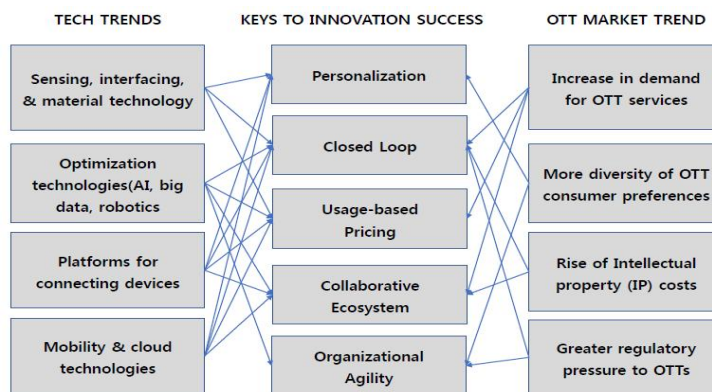 TECH TRENDS
KEYS TO INNOVATION SUCCESS
OTT MARKET TREND
Sensing, interfacing,
& material technology
Optimization
technologies(AI, big
data, robotics
Platforms for
connecting devices
Mobility & cloud
technologies
Personalization
Closed Loop
Usage-based
Pricing
Collaborative
Ecosystem
Organizational
Agility
Increase in demand
for OTT services
More diversity of OTT
consumer preferences
Rise of Intellectual
property (IP) costs
Greater regulatory
pressure to OTTs